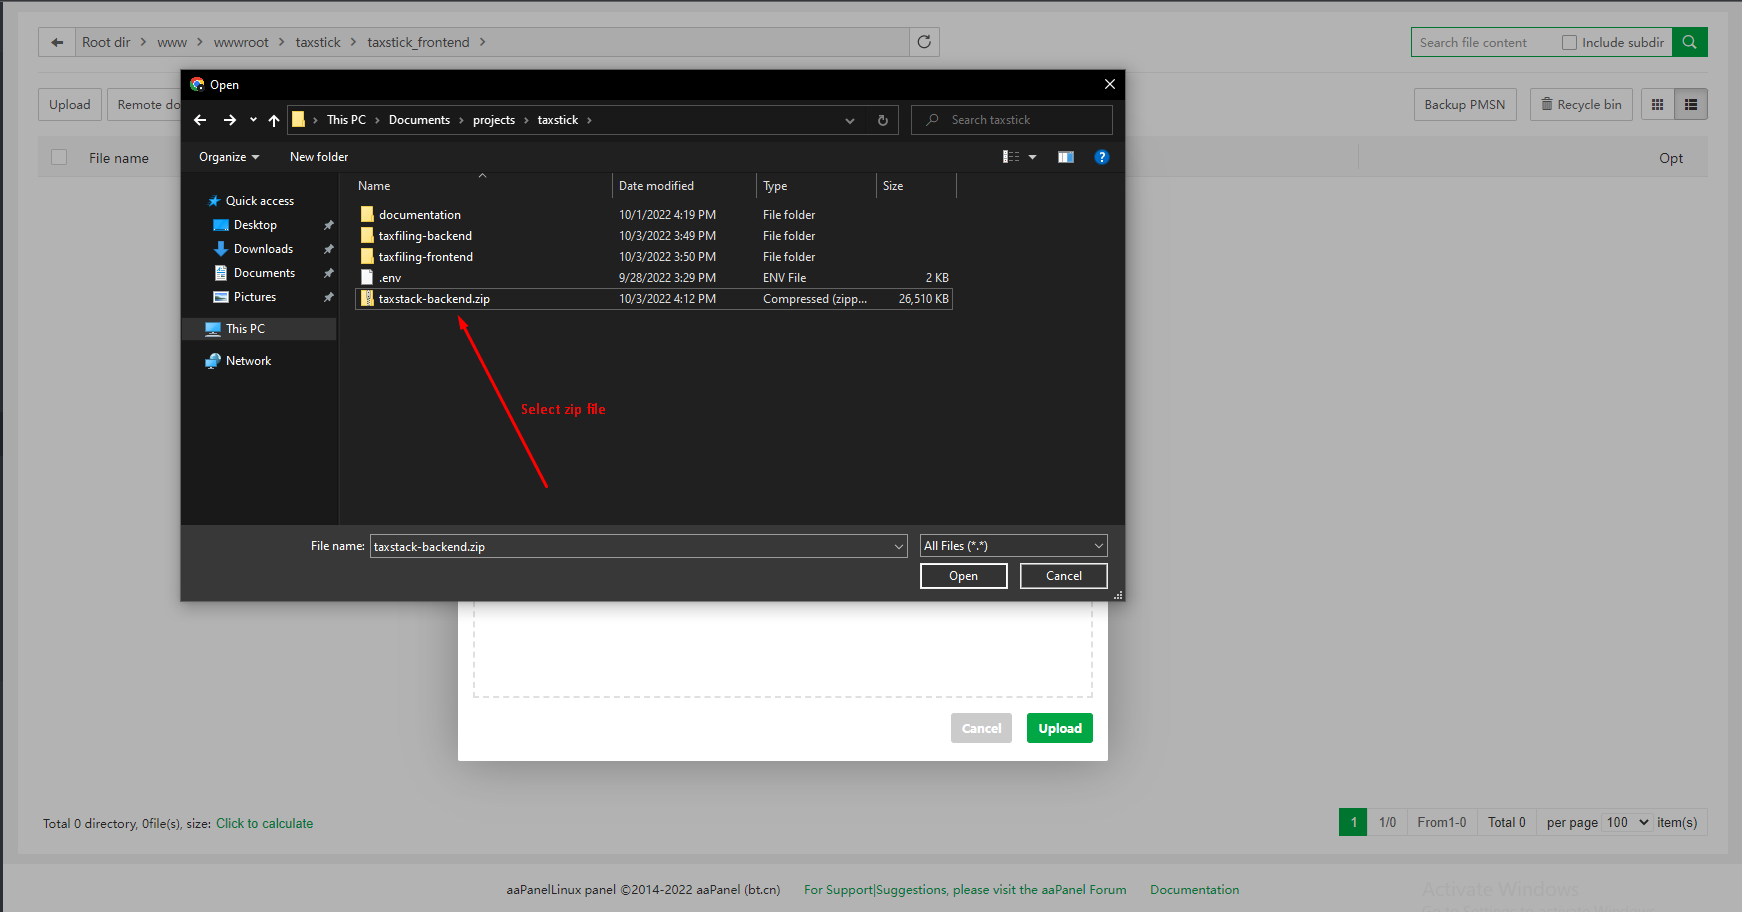 Root dir > www > wwwroot > taxstick > taxstick_frontend >
Search file content
Include subdir
Open
Upload
Remote do
Backup PMSN
Recycle bin
This PC > Documents > projects > taxstick >
Search taxstick
File name
Opt
Organize
New folder
Name
Date modified
Type
Size
Quick access
Desktop
Downloads
Documents
Pictures
This PC
Network
documentation 10/1/2022 4:19 PM File folder
taxfiling-backend 10/3/2022 3:49 PM File folder
taxfiling-frontend 10/3/2022 3:50 PM File folder
.env 9/28/2022 3:29 PM ENV File 2 KB
taxstack-backend.zip 10/3/2022 4:12 PM Compressed (zipp... 26,510 KB
Select zip file
File name: taxstack-backend.zip
All Files (*.*)
Open
Cancel
Cancel
Upload
Total 0 directory, 0file(s), size: Click to calculate
1 1/0 From1-0 Total 0 per page 100 item(s)
aaPanelLinux panel ©2014-2022 aaPanel (bt.cn) For Support|Suggestions, please visit the aaPanel Forum Documentation
Activate Windows